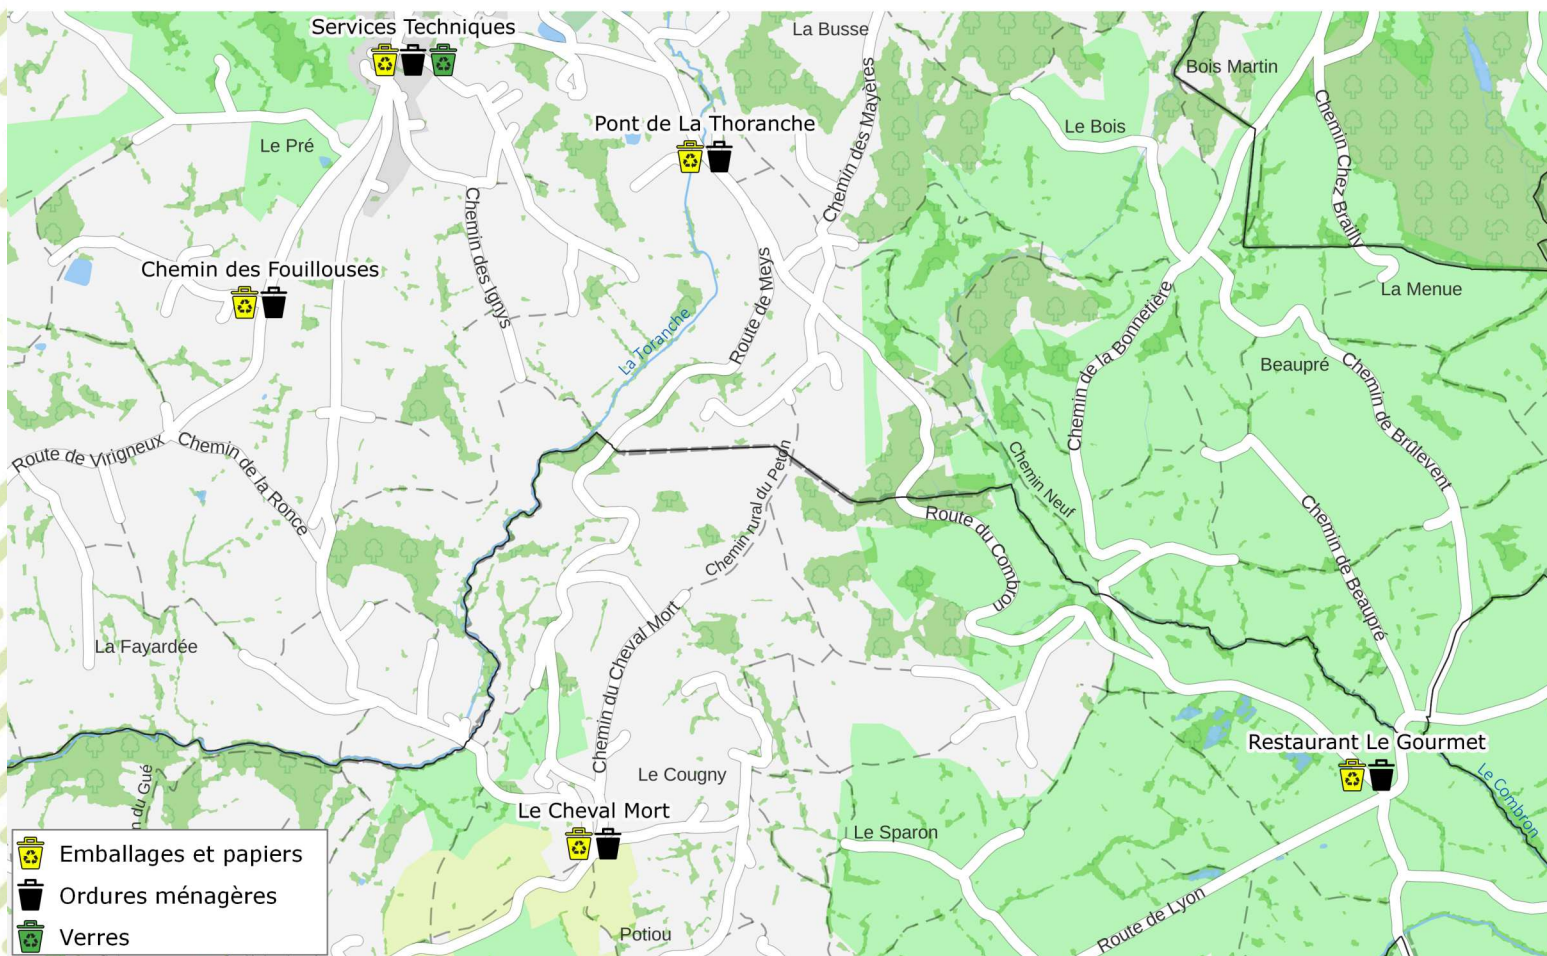 Services Techniques
La Busse
Bois Martin
Pont de La Thoranche
Le Bois
Le Pré
Chemin des Mayères
Chemin Chez Brailly
Chemin des Fouillouses
Chemin des Ignys
La Menue
La Toranche
Route de Meys
Chemin de la Bonnetière
Beaupré
Chemin de Brûlevent
Route de Virigneux
Chemin de la Ronce
Chemin rural du Peton
Chemin Neuf
Route du Combron
Chemin de Beaupré
La Fayardée
Chemin du Cheval Mort
Restaurant Le Gourmet
Le Cougny
Le Combron
Le Cheval Mort
Le Sparon
n du Gué
Emballages et papiers
Ordures ménagères
Verres
Potiou
Route de Lyon